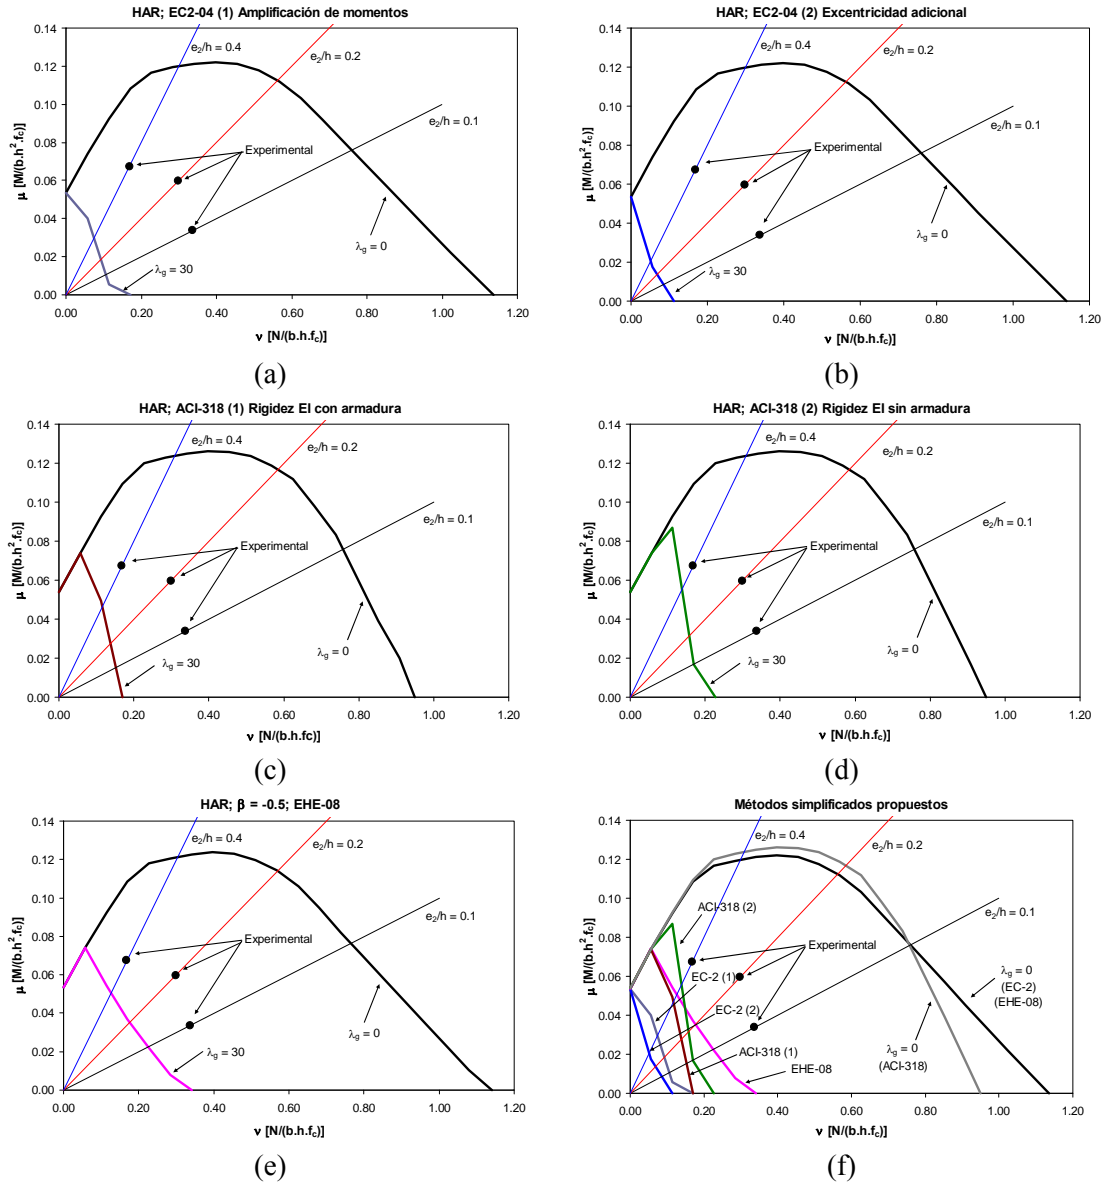 HAR; EC2-04 (1) Amplificación de momentos
0.14
0.12
0.10
0.08
0.06
0.04
0.02
0.00
μ [M/(b.h².fc)]
e₂/h = 0.4
e₂/h = 0.2
e₂/h = 0.1
Experimental
λg = 0
λg = 30
0.00 0.20 0.40 0.60 0.80 1.00 1.20
ν [N/(b.h.fc)]
(a)
HAR; EC2-04 (2) Excentricidad adicional
0.14
0.12
0.10
0.08
0.06
0.04
0.02
0.00
μ [M/(b.h².fc)]
e₂/h = 0.4
e₂/h = 0.2
e₂/h = 0.1
Experimental
λg = 0
λg = 30
0.00 0.20 0.40 0.60 0.80 1.00 1.20
ν [N/(b.h.fc)]
(b)
HAR; ACI-318 (1) Rigidez EI con armadura
0.14
0.12
0.10
0.08
0.06
0.04
0.02
0.00
μ [M/(b.h².fc)]
e₂/h = 0.4
e₂/h = 0.2
e₂/h = 0.1
Experimental
λg = 0
λg = 30
0.00 0.20 0.40 0.60 0.80 1.00 1.20
ν [N/(b.h.fc)]
(c)
HAR; ACI-318 (2) Rigidez EI sin armadura
0.14
0.12
0.10
0.08
0.06
0.04
0.02
0.00
μ [M/(b.h².fc)]
e₂/h = 0.4
e₂/h = 0.2
e₂/h = 0.1
Experimental
λg = 0
λg = 30
0.00 0.20 0.40 0.60 0.80 1.00 1.20
ν [N/(b.h.fc)]
(d)
HAR; β = -0.5; EHE-08
0.14
0.12
0.10
0.08
0.06
0.04
0.02
0.00
μ [M/(b.h².fc)]
e₂/h = 0.4
e₂/h = 0.2
e₂/h = 0.1
Experimental
λg = 0
λg = 30
0.00 0.20 0.40 0.60 0.80 1.00 1.20
ν [N/(b.h.fc)]
(e)
Métodos simplificados propuestos
0.14
0.12
0.10
0.08
0.06
0.04
0.02
0.00
μ [M/(b.h².fc)]
e₂/h = 0.4
e₂/h = 0.2
e₂/h = 0.1
ACI-318 (2)
Experimental
EC-2 (1)
EC-2 (2)
λg = 0
(EC-2)
(EHE-08)
ACI-318 (1)
EHE-08
λg = 0
(ACI-318)
0.00 0.20 0.40 0.60 0.80 1.00 1.20
ν [N/(b.h.fc)]
(f)